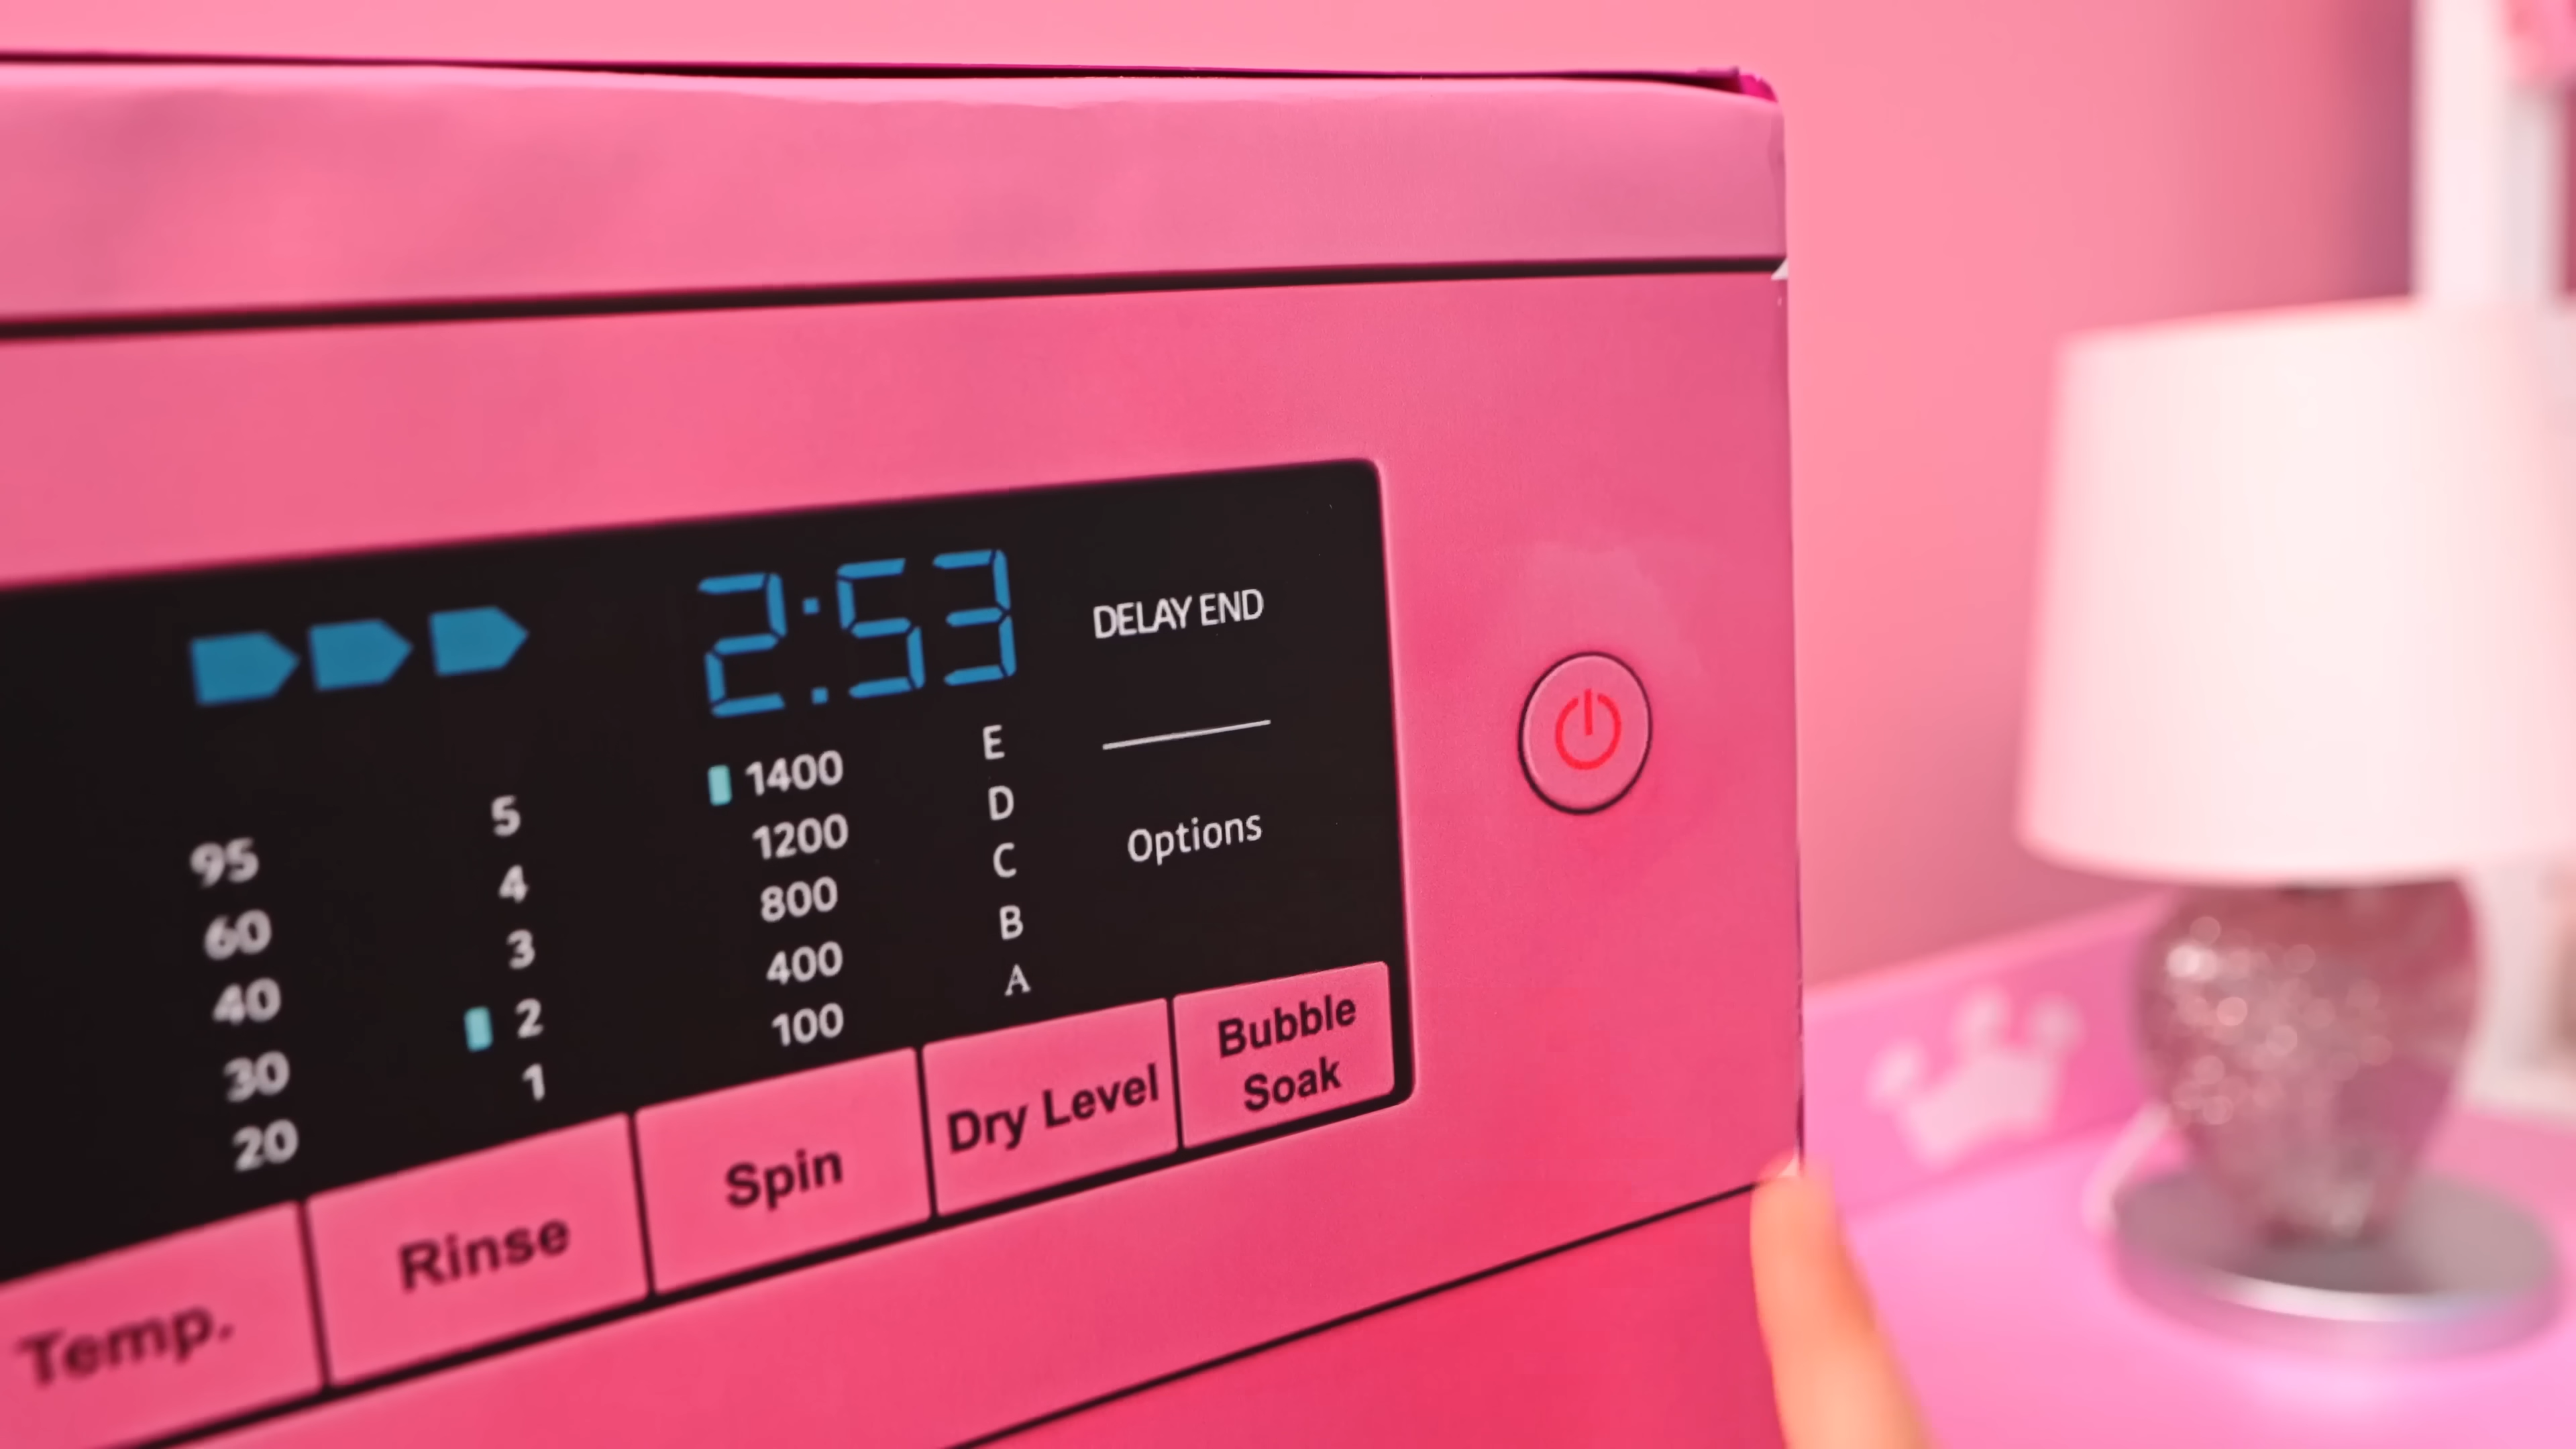 2:53
DELAY END
Options
95
60
40
30
20
5
4
3
2
1
1400
1200
800
400
100
E
D
C
B
A
Temp.
Rinse
Spin
Dry Level
Bubble
Soak